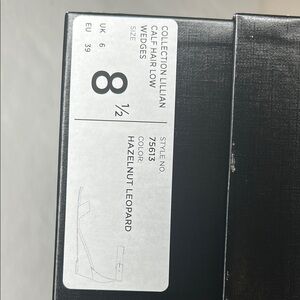 COLLECTION LILLIAN
CALF HAIR LOW
WEDGES
SIZE
8 ½
UK 6
EU 39
STYLE NO.
75613
COLOR
HAZELNUT LEOPARD